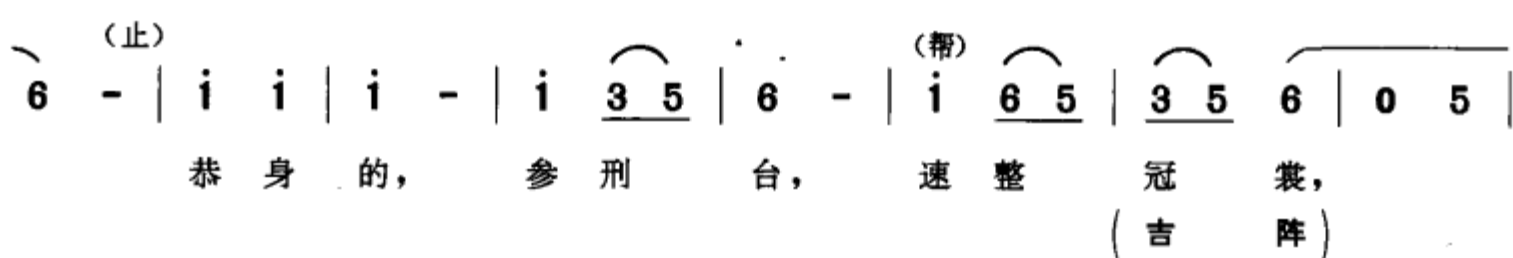 （止） （帮）
6 - | i i | i - | i 3 5 | 6 - | i 6 5 | 3 5 6 | 0 5 |
恭 身 的， 参 刑 台， 速 整 冠 裳，
（吉 阵）